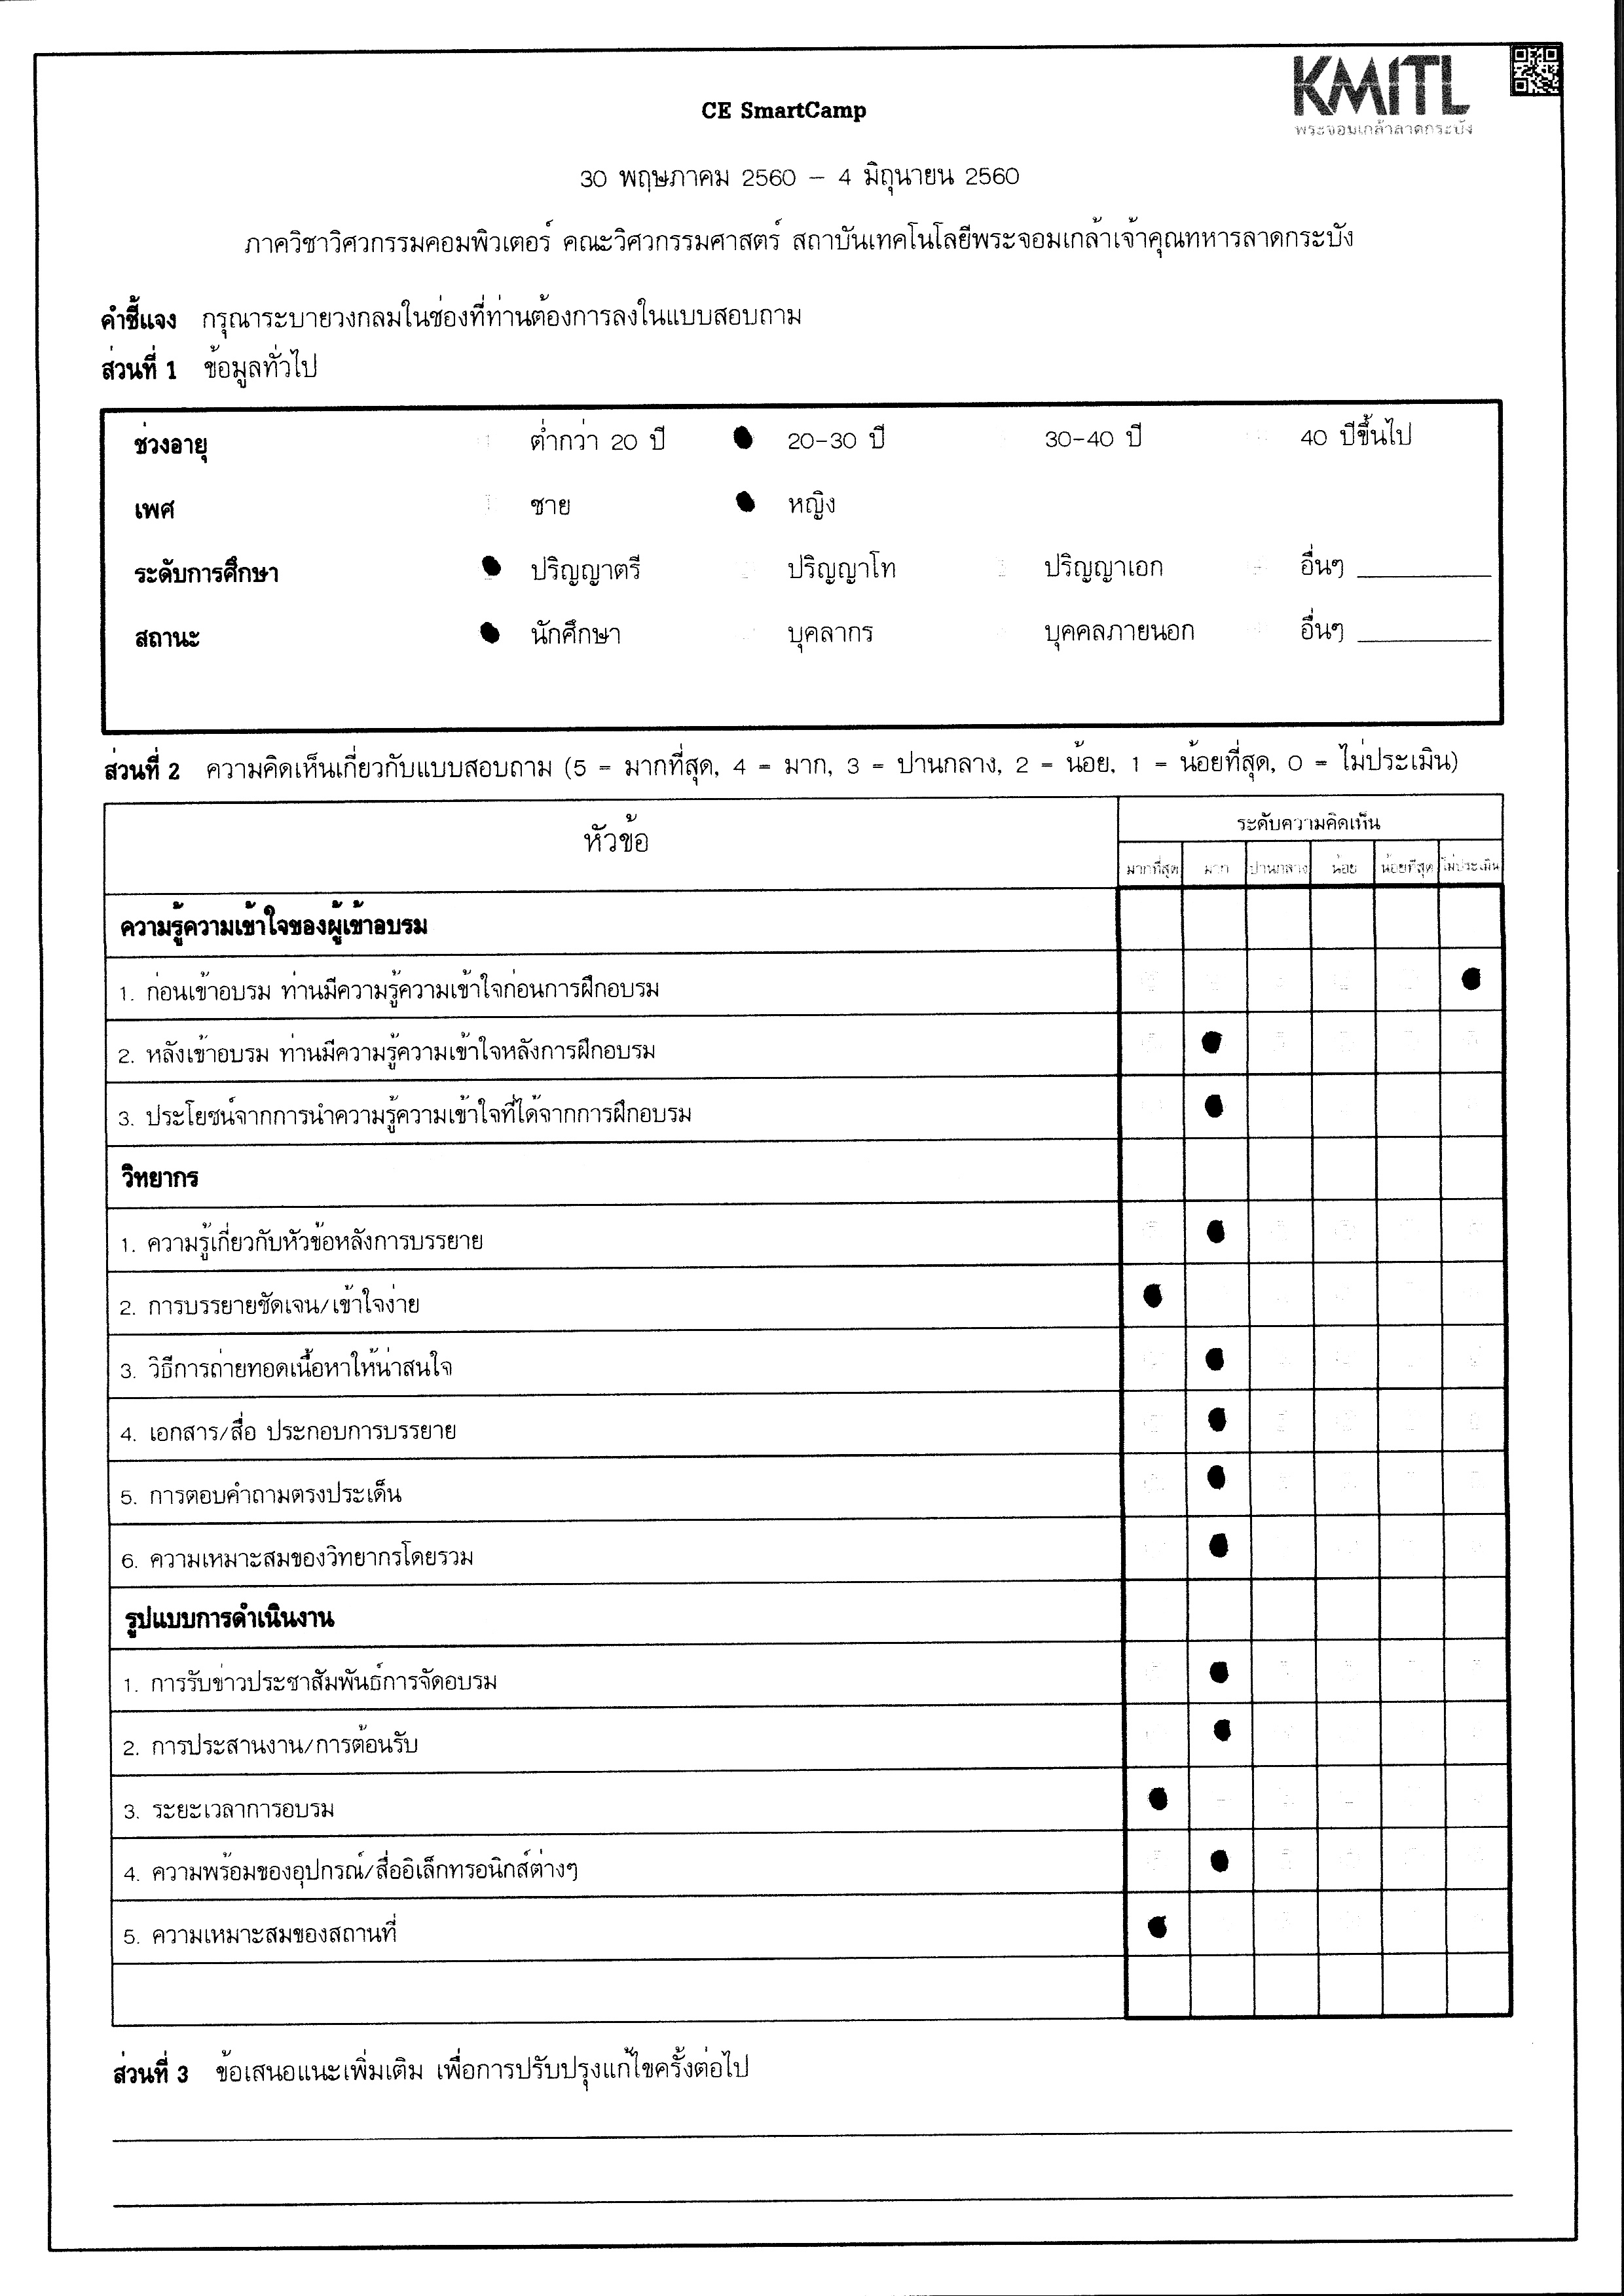 KMITL
พระจอมเกล้าลาดกระบัง
CE SmartCamp
30 พฤษภาคม 2560 – 4 มิถุนายน 2560
ภาควิชาวิศวกรรมคอมพิวเตอร์ คณะวิศวกรรมศาสตร์ สถาบันเทคโนโลยีพระจอมเกล้าเจ้าคุณทหารลาดกระบัง
คำชี้แจง กรุณาระบายวงกลมในช่องที่ท่านต้องการลงในแบบสอบถาม
ส่วนที่ 1 ข้อมูลทั่วไป
ช่วงอายุ ต่ำกว่า 20 ปี 20-30 ปี 30-40 ปี 40 ปีขึ้นไป
เพศ ชาย หญิง
ระดับการศึกษา ปริญญาตรี ปริญญาโท ปริญญาเอก อื่นๆ
สถานะ นักศึกษา บุคลากร บุคคลภายนอก อื่นๆ
ส่วนที่ 2 ความคิดเห็นเกี่ยวกับแบบสอบถาม (5 = มากที่สุด, 4 = มาก, 3 = ปานกลาง, 2 = น้อย, 1 = น้อยที่สุด, 0 = ไม่ประเมิน)
หัวข้อ ระดับความคิดเห็น
มากที่สุด มาก ปานกลาง น้อย น้อยที่สุด ไม่ประเมิน
ความรู้ความเข้าใจของผู้เข้าอบรม
1. ก่อนเข้าอบรม ท่านมีความรู้ความเข้าใจก่อนการฝึกอบรม
2. หลังเข้าอบรม ท่านมีความรู้ความเข้าใจหลังการฝึกอบรม
3. ประโยชน์จากการนำความรู้ความเข้าใจที่ได้จากการฝึกอบรม
วิทยากร
1. ความรู้เกี่ยวกับหัวข้อหลังการบรรยาย
2. การบรรยายชัดเจน/เข้าใจง่าย
3. วิธีการถ่ายทอดเนื้อหาให้น่าสนใจ
4. เอกสาร/สื่อ ประกอบการบรรยาย
5. การตอบคำถามตรงประเด็น
6. ความเหมาะสมของวิทยากรโดยรวม
รูปแบบการดำเนินงาน
1. การรับข่าวประชาสัมพันธ์การจัดอบรม
2. การประสานงาน/การต้อนรับ
3. ระยะเวลาการอบรม
4. ความพร้อมของอุปกรณ์/สื่ออิเล็กทรอนิกส์ต่างๆ
5. ความเหมาะสมของสถานที่
ส่วนที่ 3 ข้อเสนอแนะเพิ่มเติม เพื่อการปรับปรุงแก้ไขครั้งต่อไป